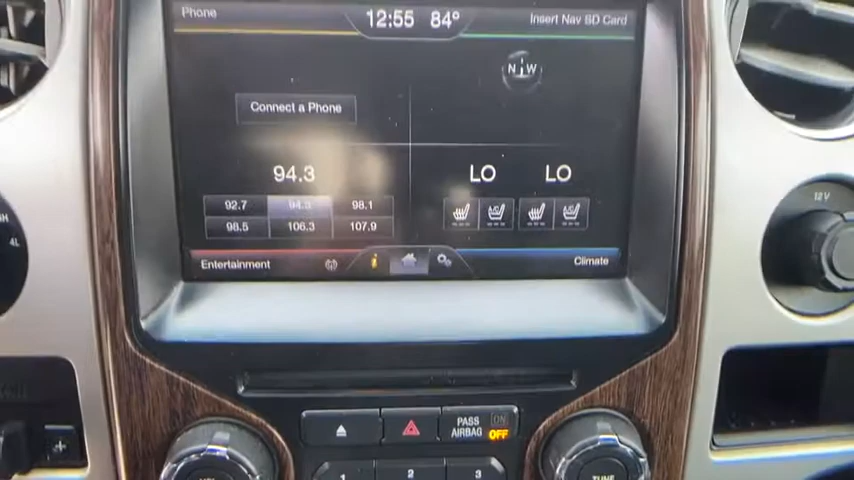 Phone
12:55 84°
Insert Nav SD Card
N W
Connect a Phone
94.3
LO LO
92.7 94.3 98.1
98.5 106.3 107.9
Entertainment
Climate
4L
12V
PASS AIRBAG
ON
OFF
1 2 3
TUNE